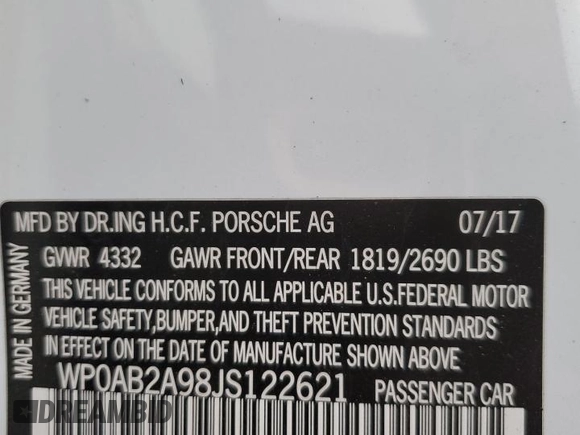 MFD BY DR.ING H.C.F. PORSCHE AG 07/17
GVWR 4332 GAWR FRONT/REAR 1819/2690 LBS
THIS VEHICLE CONFORMS TO ALL APPLICABLE U.S.FEDERAL MOTOR
VEHICLE SAFETY,BUMPER,AND THEFT PREVENTION STANDARDS
IN EFFECT ON THE DATE OF MANUFACTURE SHOWN ABOVE
WP0AB2A98JS122621 PASSENGER CAR
MADE IN GERMANY
DREAMBID